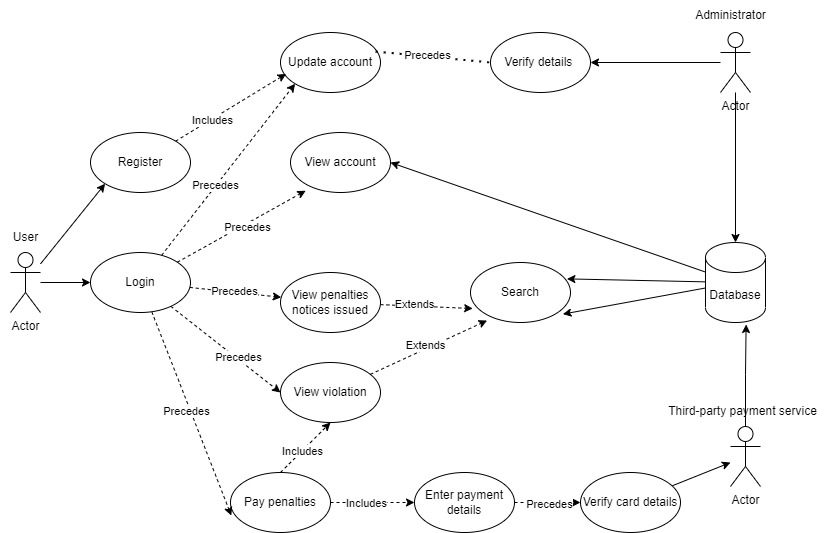 Administrator
Update account
Precedes
Verify details
Actor
Includes
Register
View account
Precedes
Precedes
User
Login
Precedes
View penalties
notices issued
Extends
Search
Database
Actor
Precedes
Extends
View violation
Precedes
Third-party payment service
Includes
Pay penalties
Includes
Enter payment
details
Precedes
Verify card details
Actor